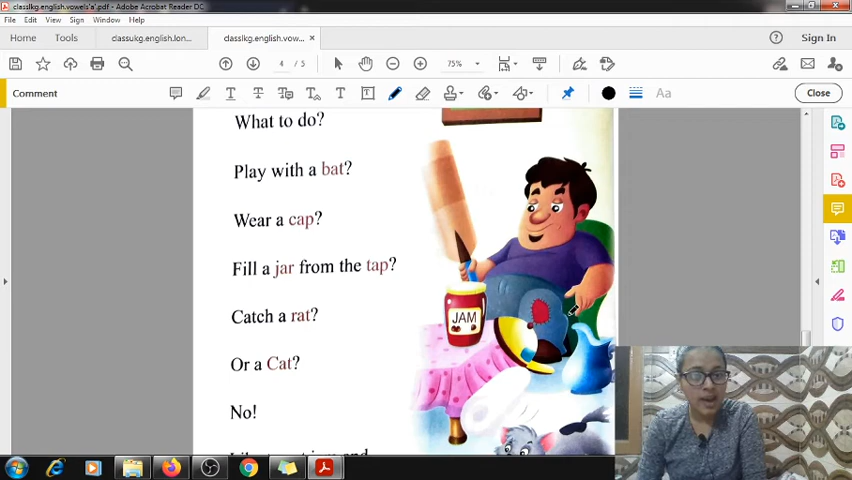 classlkg.english.vowels'a'.pdf - Adobe Acrobat Reader DC
File Edit View Sign Window Help
Home Tools classukg.english.lon... classlkg.english.vow... × Sign In
4 / 5 75%
Comment Close
What to do?
Play with a bat?
Wear a cap?
Fill a jar from the tap?
Catch a rat?
Or a Cat?
No!
JAM